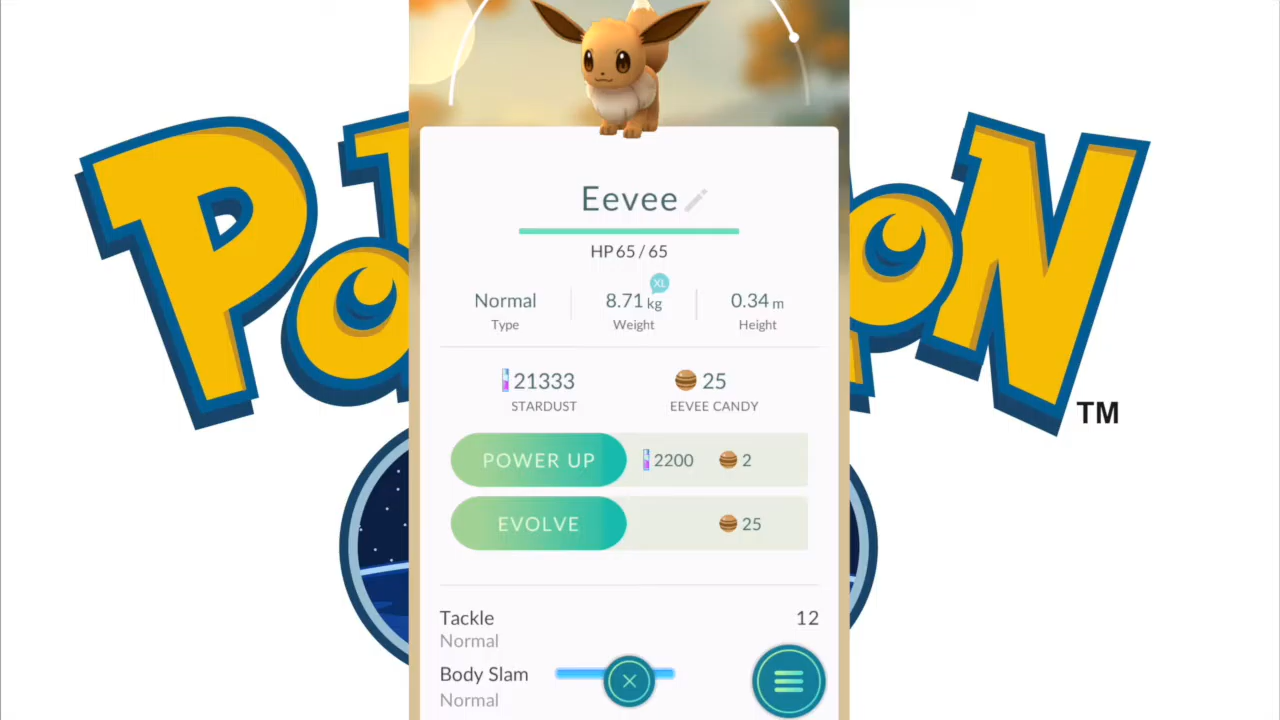 POKéMON
TM
Eevee
HP 65 / 65
XL
Normal 8.71 kg 0.34 m
Type Weight Height
21333 25
STARDUST EEVEE CANDY
POWER UP 2200 2
EVOLVE 25
Tackle 12
Normal
Body Slam
Normal